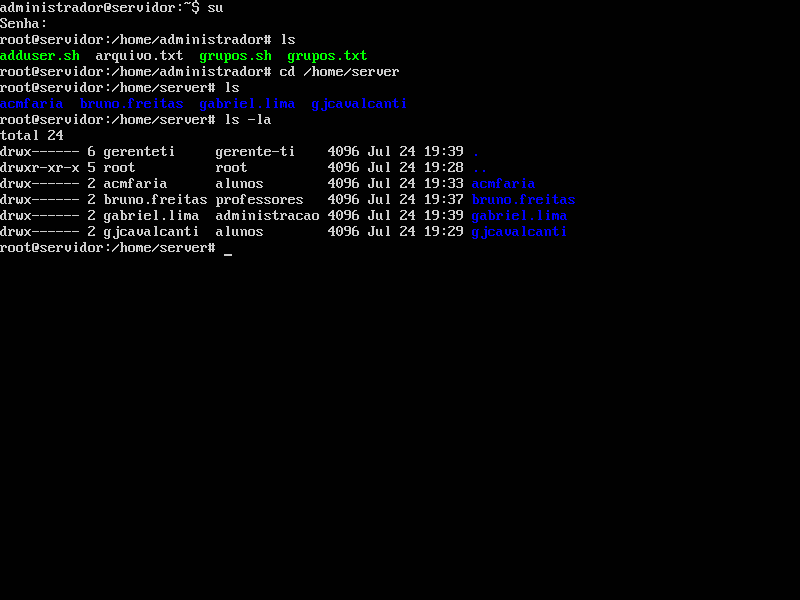 administrador@servidor:~$ su
Senha:
root@servidor:/home/administrador# ls
adduser.sh  arquivo.txt  grupos.sh  grupos.txt
root@servidor:/home/administrador# cd /home/server
root@servidor:/home/server# ls
acmfaria  bruno.freitas  gabriel.lima  gjcavalcanti
root@servidor:/home/server# ls -la
total 24
drwx------ 6 gerenteti     gerente-ti    4096 Jul 24 19:39 .
drwxr-xr-x 5 root          root          4096 Jul 24 19:28 ..
drwx------ 2 acmfaria      alunos        4096 Jul 24 19:33 acmfaria
drwx------ 2 bruno.freitas professores   4096 Jul 24 19:37 bruno.freitas
drwx------ 2 gabriel.lima  administracao 4096 Jul 24 19:39 gabriel.lima
drwx------ 2 gjcavalcanti  alunos        4096 Jul 24 19:29 gjcavalcanti
root@servidor:/home/server# _